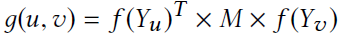 g(u, v) = f(Y_u)^T × M × f(Y_v)